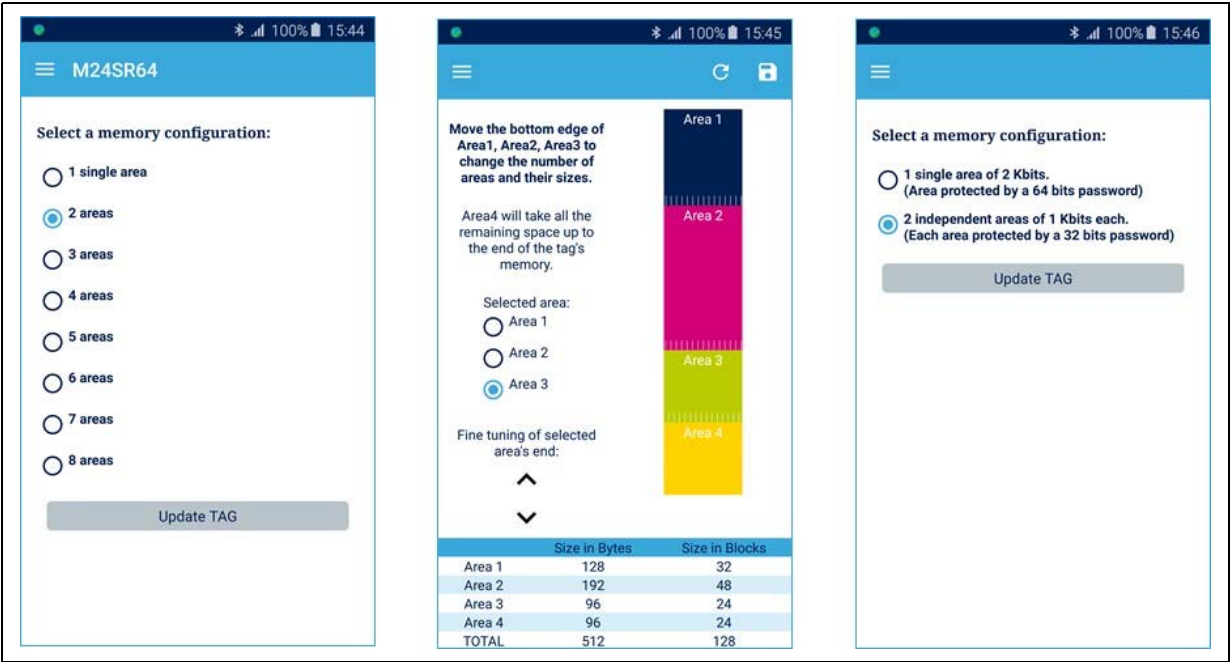 100% 15:44
M24SR64
Select a memory configuration:
1 single area
2 areas
3 areas
4 areas
5 areas
6 areas
7 areas
8 areas
Update TAG
100% 15:45
Move the bottom edge of
Area1, Area2, Area3 to
change the number of
areas and their sizes.
Area4 will take all the
remaining space up to
the end of the tag's
memory.
Selected area:
Area 1
Area 2
Area 3
Fine tuning of selected
area's end:
Area 1
Area 2
Area 3
Area 4
Size in Bytes Size in Blocks
Area 1 128 32
Area 2 192 48
Area 3 96 24
Area 4 96 24
TOTAL 512 128
100% 15:46
Select a memory configuration:
1 single area of 2 Kbits.
(Area protected by a 64 bits password)
2 independent areas of 1 Kbits each.
(Each area protected by a 32 bits password)
Update TAG